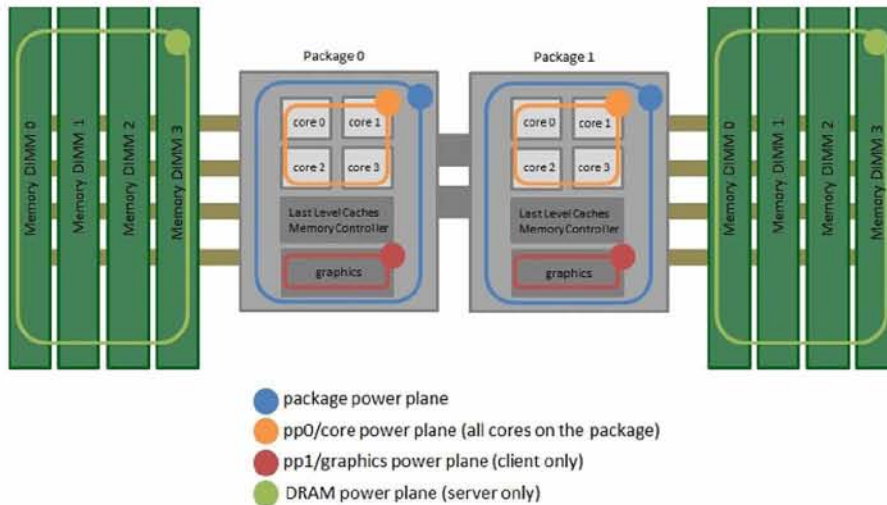 Package 0
Package 1
Memory DIMM 0
Memory DIMM 1
Memory DIMM 2
Memory DIMM 3
core 0
core 1
core 2
core 3
Last Level Caches
Memory Controller
graphics
core 0
core 1
core 2
core 3
Last Level Caches
Memory Controller
graphics
Memory DIMM 0
Memory DIMM 1
Memory DIMM 2
Memory DIMM 3
package power plane
pp0/core power plane (all cores on the package)
pp1/graphics power plane (client only)
DRAM power plane (server only)